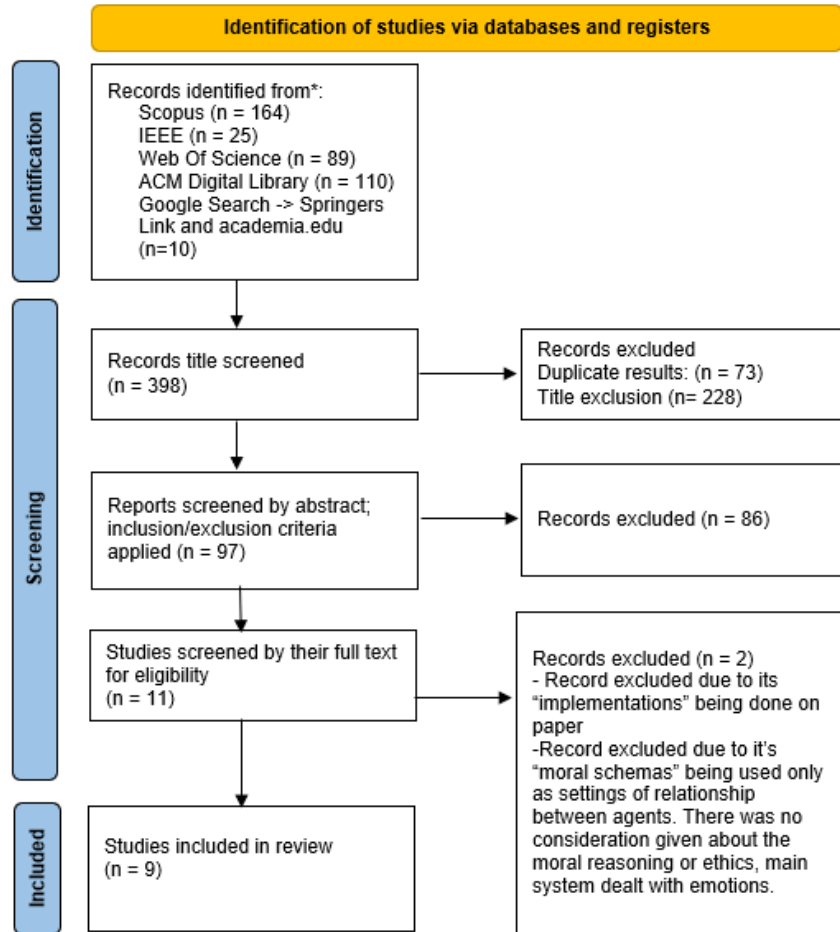 Identification of studies via databases and registers
Identification
Records identified from*:
Scopus (n = 164)
IEEE (n = 25)
Web Of Science (n = 89)
ACM Digital Library (n = 110)
Google Search -> Springers
Link and academia.edu
(n=10)
Screening
Records title screened
(n = 398)
Records excluded
Duplicate results: (n = 73)
Title exclusion (n= 228)
Reports screened by abstract;
inclusion/exclusion criteria
applied (n = 97)
Records excluded (n = 86)
Studies screened by their full text
for eligibility
(n = 11)
Records excluded (n = 2)
- Record excluded due to its
“implementations” being done on
paper
-Record excluded due to it’s
“moral schemas” being used only
as settings of relationship
between agents. There was no
consideration given about the
moral reasoning or ethics, main
system dealt with emotions.
Included
Studies included in review
(n = 9)